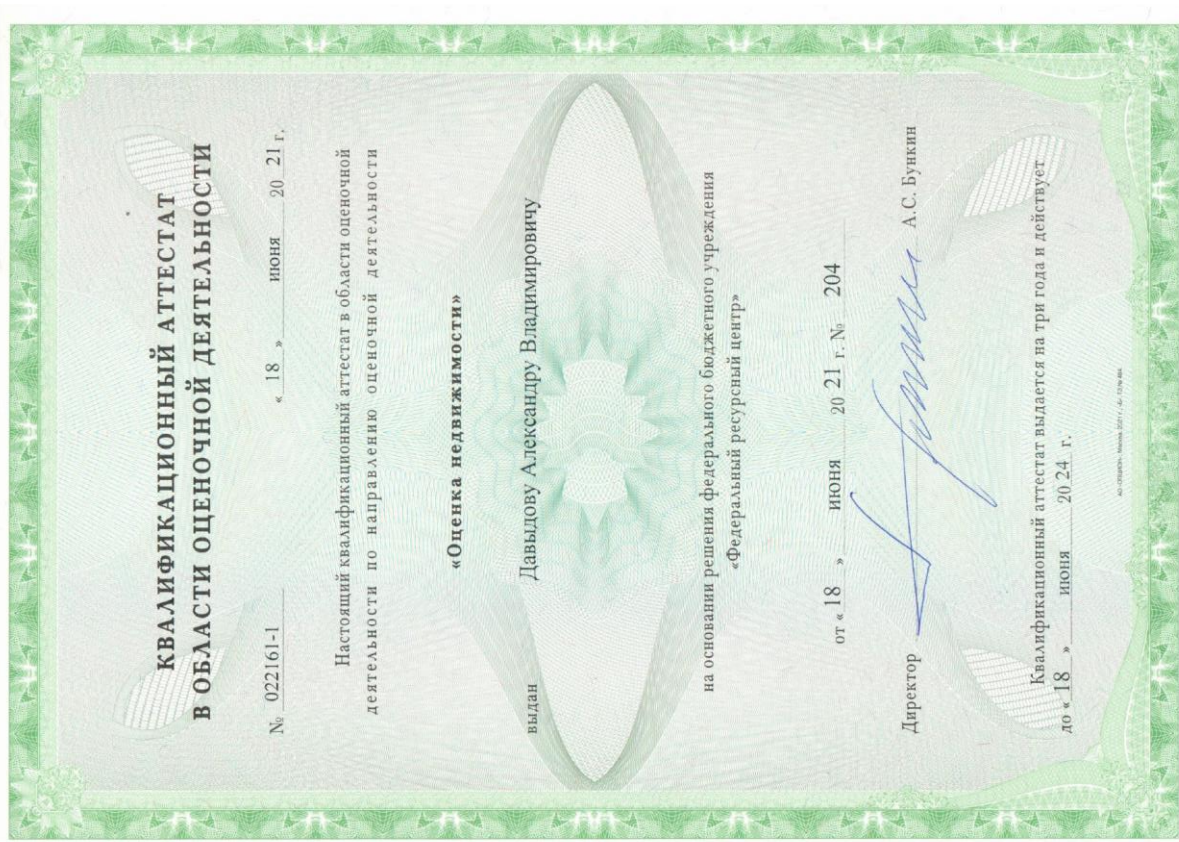 КВАЛИФИКАЦИОННЫЙ АТТЕСТАТ
В ОБЛАСТИ ОЦЕНОЧНОЙ ДЕЯТЕЛЬНОСТИ
№ 022161-1 « 18 » июня 20 21 г.
Настоящий квалификационный аттестат в области оценочной
деятельности по направлению оценочной деятельности
«Оценка недвижимости»
выдан Давыдову Александру Владимировичу
на основании решения федерального бюджетного учреждения
«Федеральный ресурсный центр»
от « 18 » июня 20 21 г. № 204
Директор А.С. Бункин
Квалификационный аттестат выдается на три года и действует
до « 18 » июня 20 24 г.